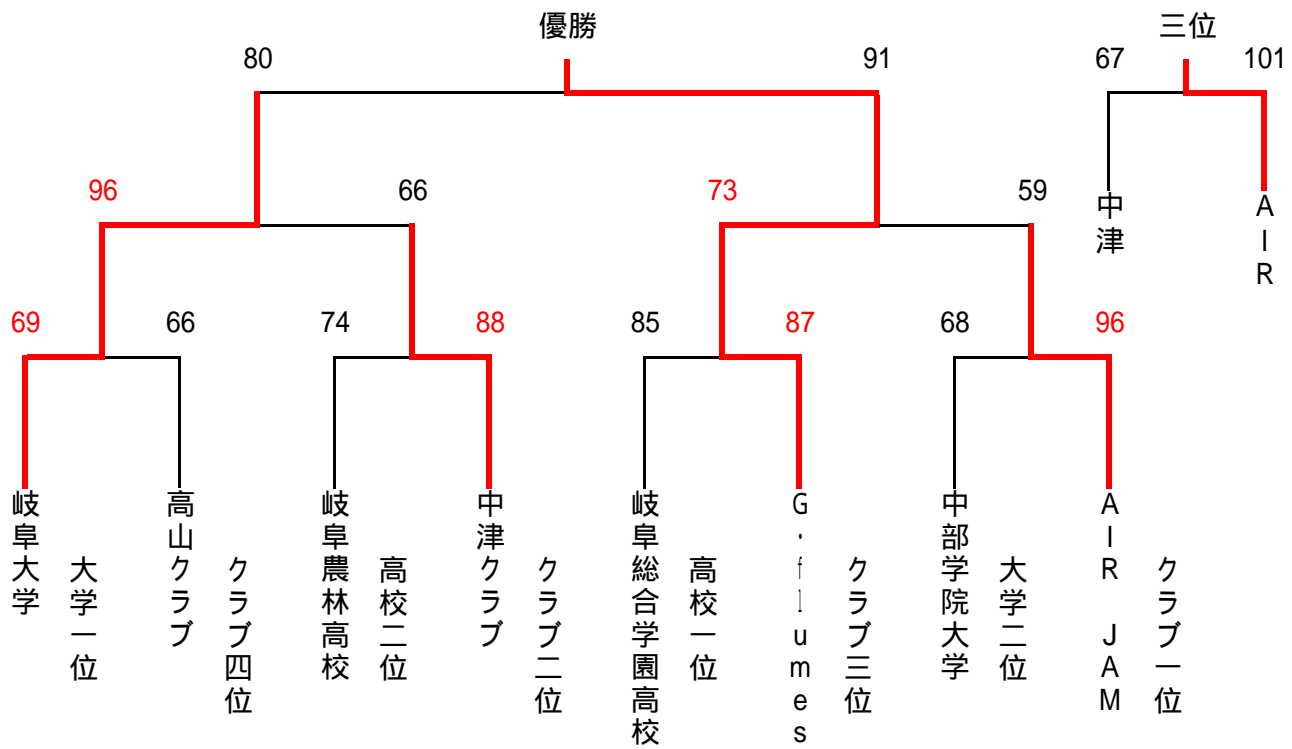 優勝
三位
80
91
67
101
96
66
73
59
中津
AIR
69
66
74
88
85
87
68
96
岐阜大学
大学一位
高山クラブ
クラブ四位
岐阜農林高校
高校二位
中津クラブ
クラブ二位
岐阜総合学園高校
高校一位
G・flumes
クラブ三位
中部学院大学
大学二位
AIR JAM
クラブ一位